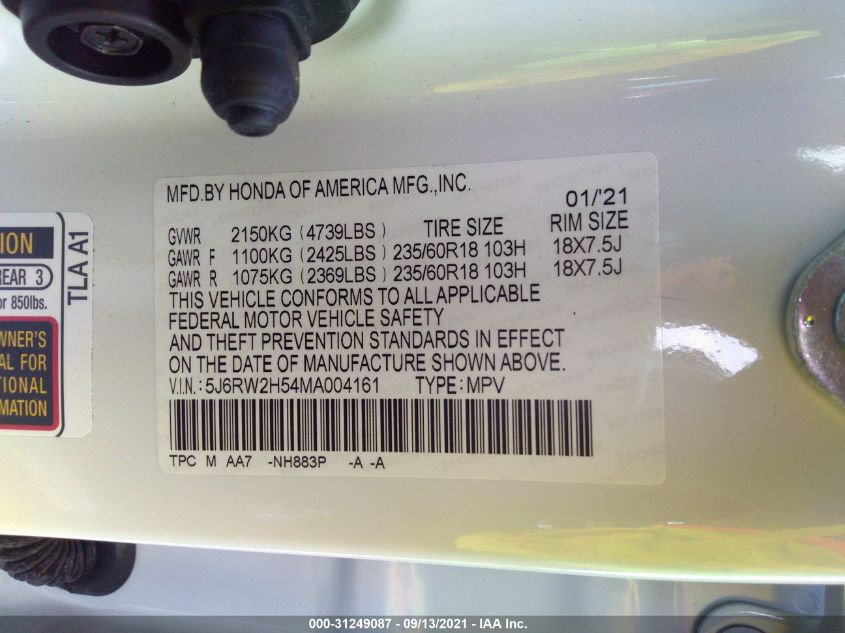 MFD.BY HONDA OF AMERICA MFG.,INC.
01/'21
GVWR 2150KG (4739LBS) TIRE SIZE RIM SIZE
GAWR F 1100KG (2425LBS) 235/60R18 103H 18X7.5J
GAWR R 1075KG (2369LBS) 235/60R18 103H 18X7.5J
THIS VEHICLE CONFORMS TO ALL APPLICABLE
FEDERAL MOTOR VEHICLE SAFETY
AND THEFT PREVENTION STANDARDS IN EFFECT
ON THE DATE OF MANUFACTURE SHOWN ABOVE.
V.I.N.: 5J6RW2H54MA004161 TYPE: MPV
TPC M AA7 -NH883P -A -A
ION
REAR 3
or 850lbs.
WNER'S
AL FOR
TIONAL
RMATION
TLA A1
000-31249087 - 09/13/2021 - IAA Inc.